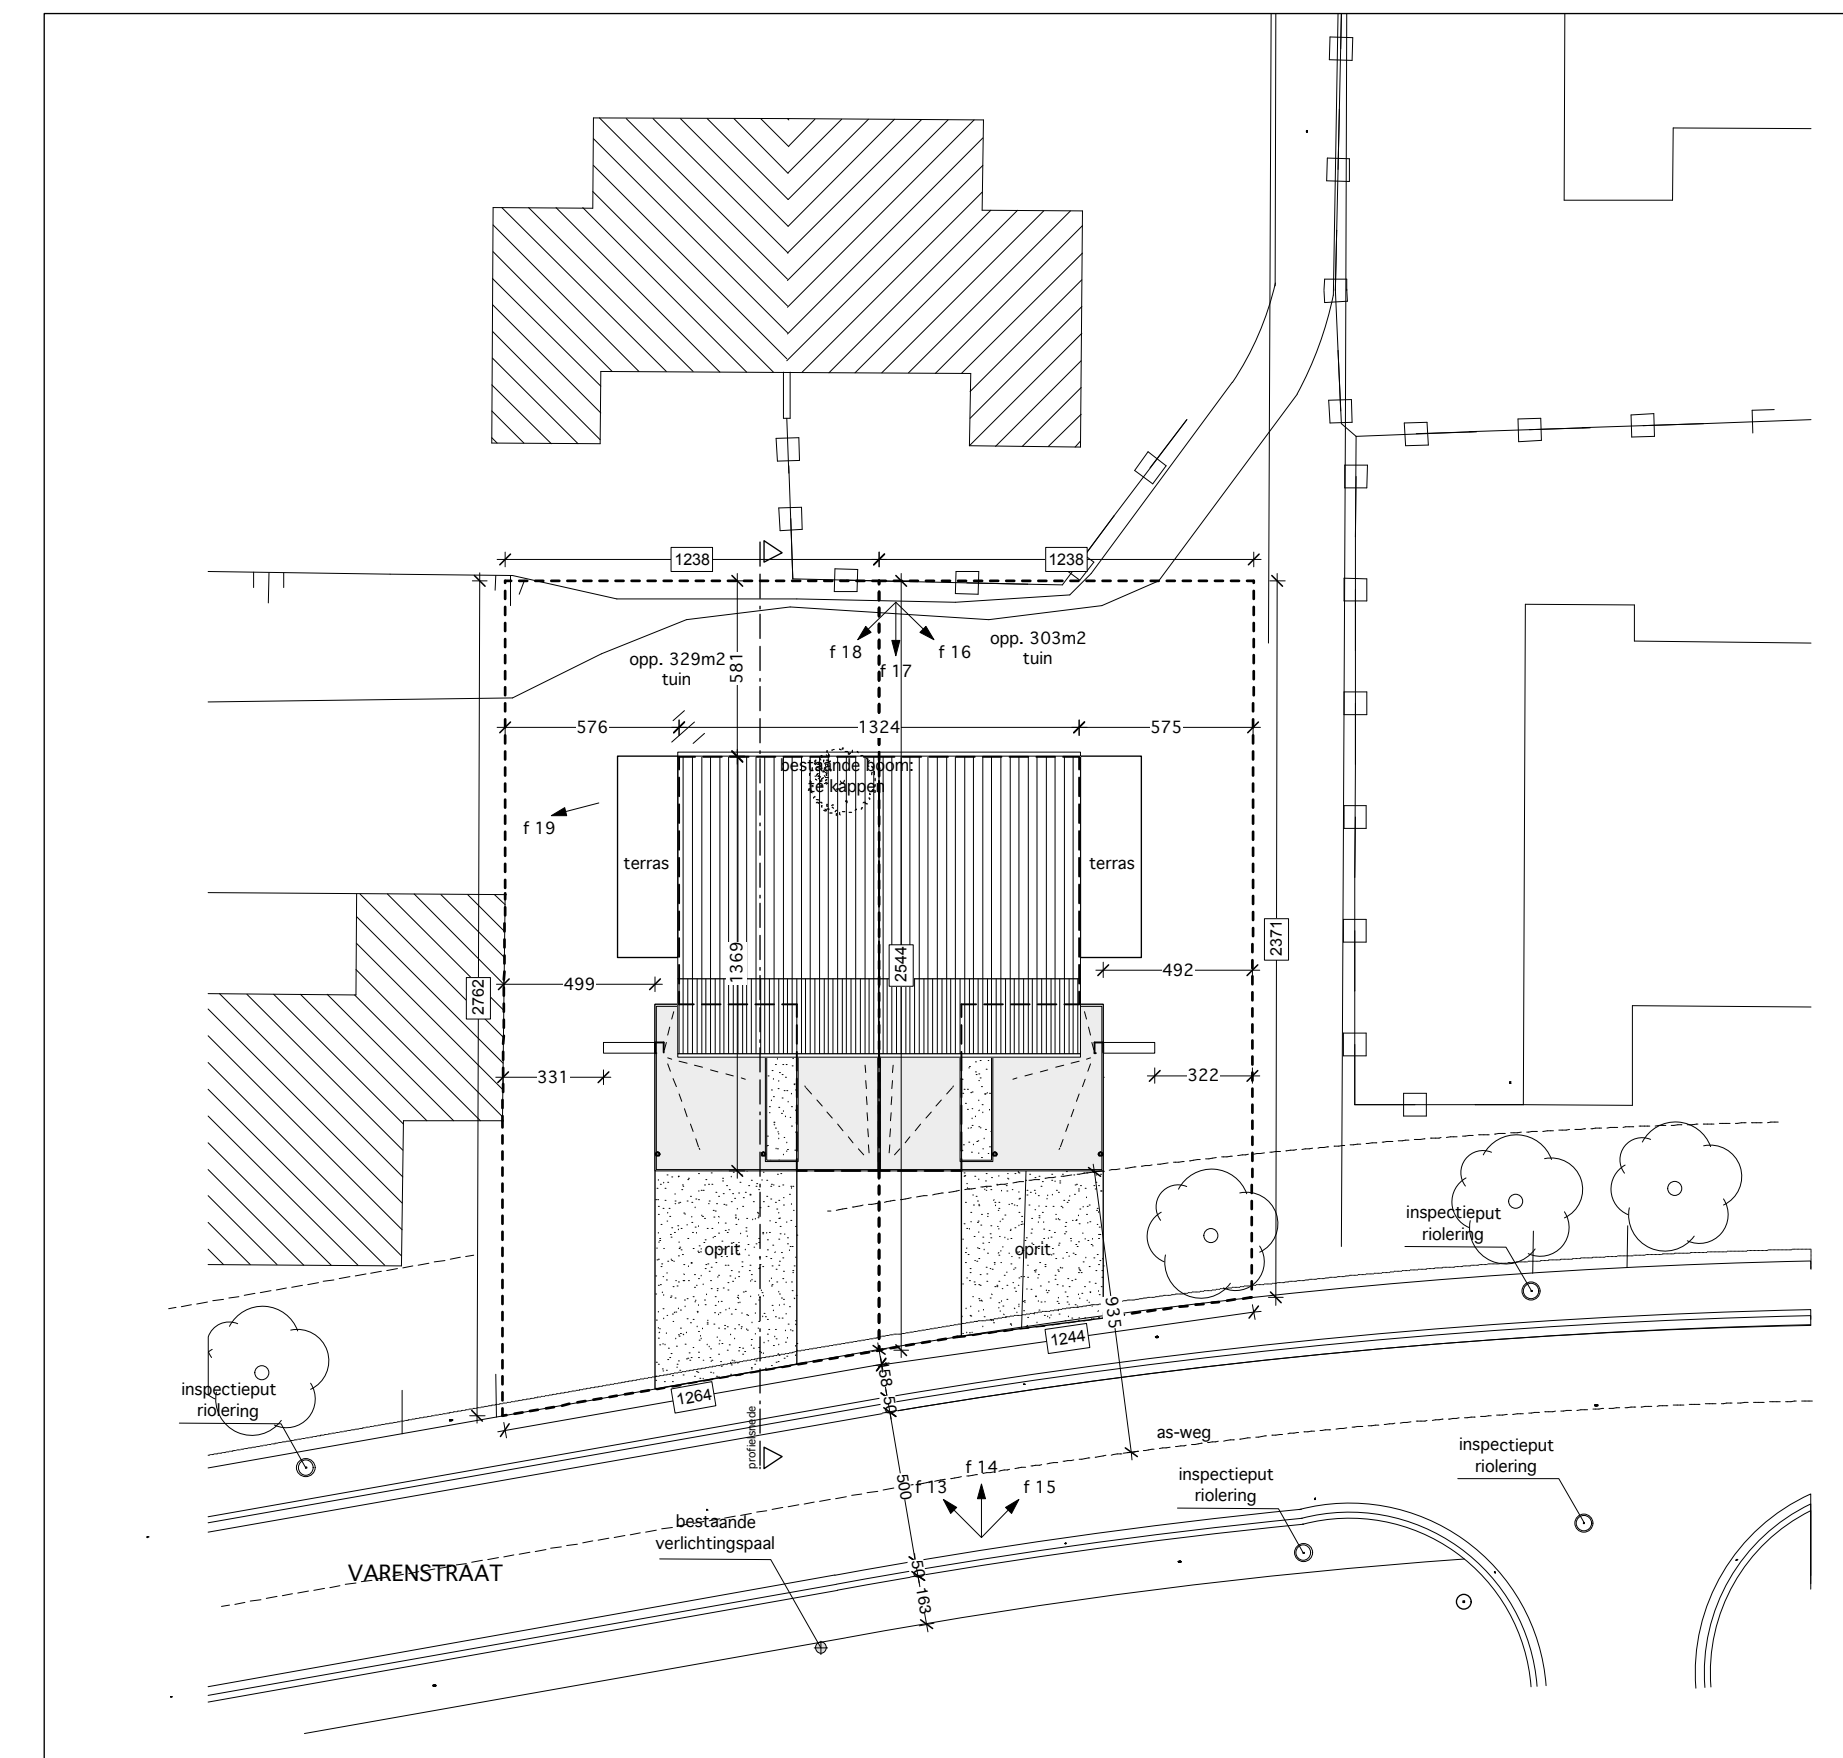 1238
1238
f 18
f 16
f 17
opp. 303m2
tuin
opp. 329m2
tuin
581
576
1324
575
bestaande boom:
te kappen
f 19
terras
terras
1369
2544
2371
2762
499
492
331
322
inspectieput
riolering
oprit
oprit
935
1244
1264
58
50
inspectieput
riolering
profielsnede
as-weg
inspectieput
riolering
inspectieput
riolering
f 14
f 13
f 15
500
bestaande
verlichtingspaal
VARENSTRAAT
50
163